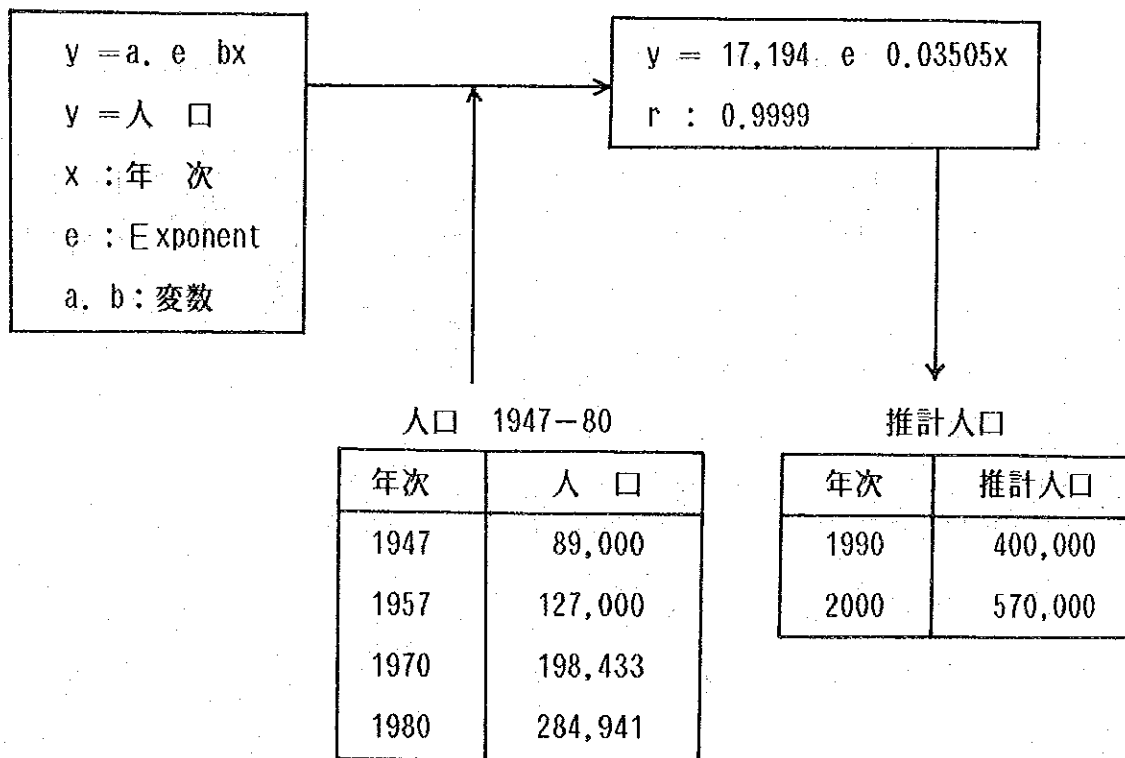 y =a. e bx
y =人 口
x :年 次
e :Exponent
a. b:変数
y = 17,194 e 0.03505x
r : 0.9999
人口 1947-80
年次 人 口
1947 89,000
1957 127,000
1970 198,433
1980 284,941
推計人口
年次 推計人口
1990 400,000
2000 570,000